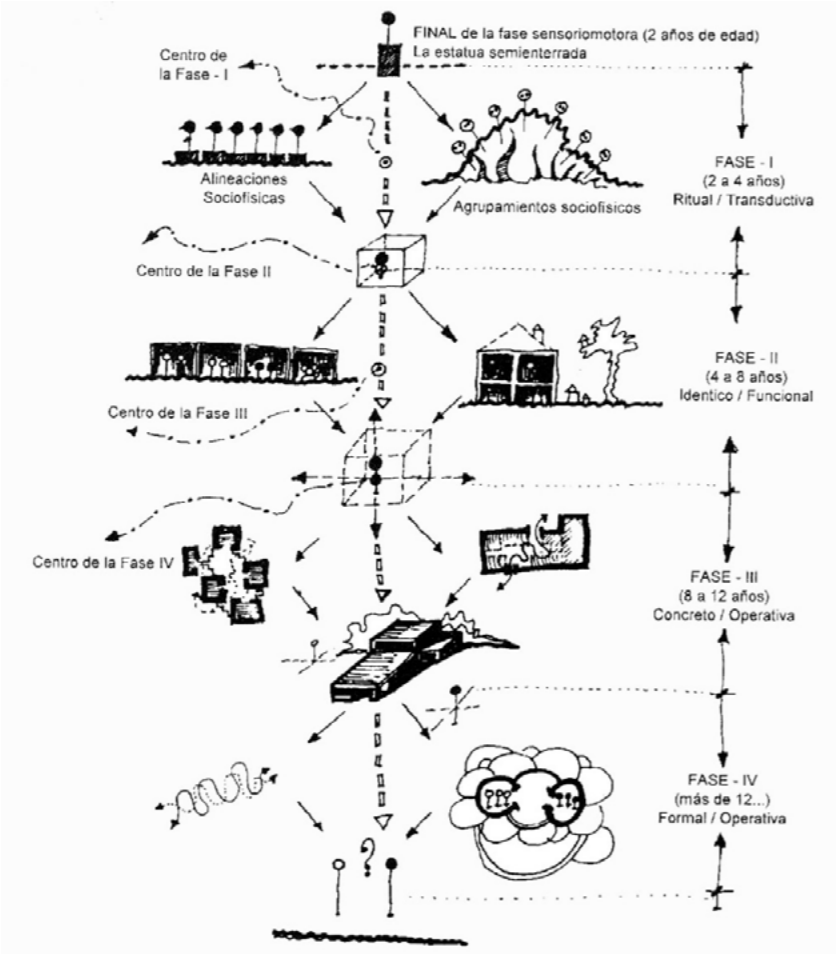 FINAL de la fase sensoriomotora (2 años de edad)
La estatua semienterrada
Centro de
la Fase - I
Alineaciones
Sociofisicas
Agrupamientos sociofisicos
FASE - I
(2 a 4 años)
Ritual / Transductiva
Centro de la Fase II
FASE - II
(4 a 8 años)
Identico / Funcional
Centro de la Fase III
Centro de la Fase IV
FASE - III
(8 a 12 años)
Concreto / Operativa
FASE - IV
(más de 12...)
Formal / Operativa
?